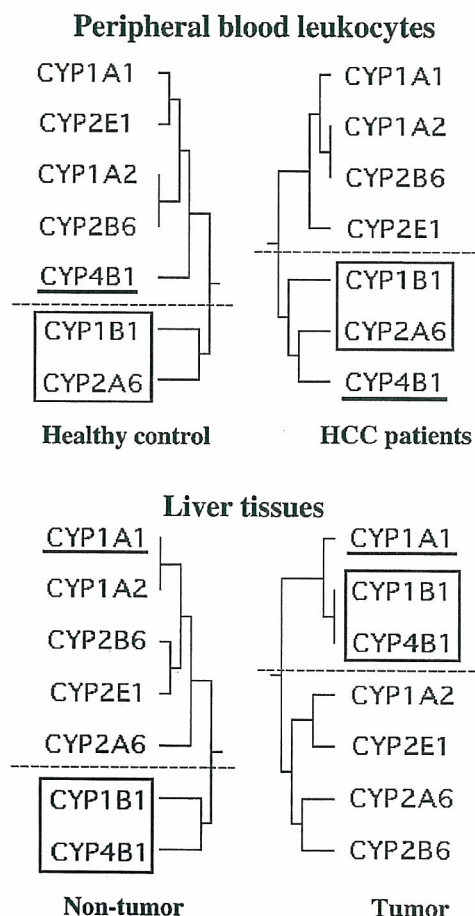 Peripheral blood leukocytes
CYP1A1
CYP2E1
CYP1A2
CYP2B6
CYP4B1
CYP1B1
CYP2A6
Healthy control
CYP1A1
CYP1A2
CYP2B6
CYP2E1
CYP1B1
CYP2A6
CYP4B1
HCC patients
Liver tissues
CYP1A1
CYP1A2
CYP2B6
CYP2E1
CYP2A6
CYP1B1
CYP4B1
Non-tumor
CYP1A1
CYP1B1
CYP4B1
CYP1A2
CYP2E1
CYP2A6
CYP2B6
Tumor